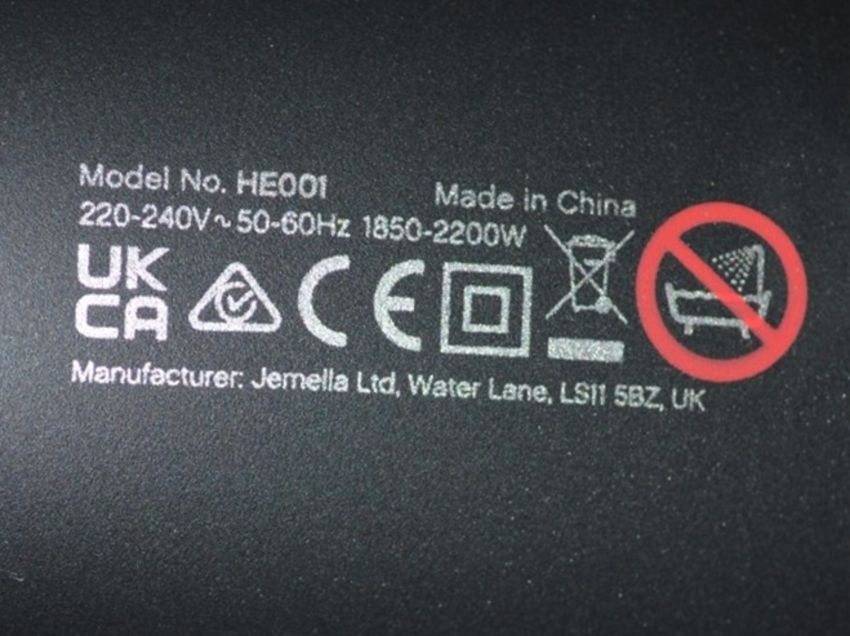 Model No. HE001
Made in China
220-240V~50-60Hz 1850-2200W
UK
CA
CE
Manufacturer: Jemella Ltd, Water Lane, LS11 5BZ, UK